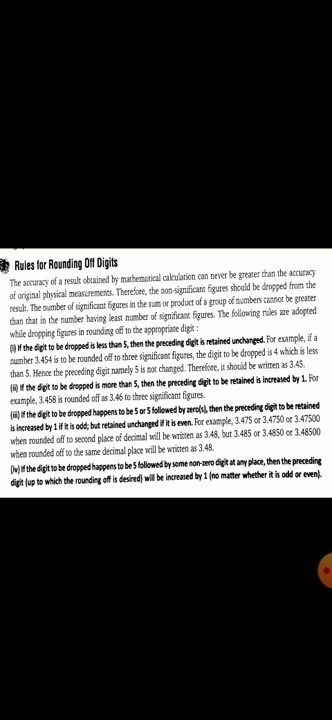 Rules for Rounding Off Digits
The accuracy of a result obtained by mathematical calculation can never be greater than the accuracy
of original physical measurements. Therefore, the non-significant figures should be dropped from the
result. The number of significant figures in the sum or product of a group of numbers cannot be greater
than that in the number having least number of significant figures. The following rules are adopted
while dropping figures in rounding off to the appropriate digit :
(i) If the digit to be dropped is less than 5, then the preceding digit is retained unchanged. For example, if a
number 3.454 is to be rounded off to three significant figures, the digit to be dropped is 4 which is less
than 5. Hence the preceding digit namely 5 is not changed. Therefore, it should be written as 3.45.
(ii) If the digit to be dropped is more than 5, then the preceding digit to be retained is increased by 1. For
example, 3.458 is rounded off as 3.46 to three significant figures.
(iii) If the digit to be dropped happens to be 5 or 5 followed by zero(s), then the preceding digit to be retained
is increased by 1 if it is odd; but retained unchanged if it is even. For example, 3.475 or 3.4750 or 3.47500
when rounded off to second place of decimal will be written as 3.48, but 3.485 or 3.4850 or 3.48500
when rounded off to the same decimal place will be written as 3.48.
(iv) If the digit to be dropped happens to be 5 followed by some non-zero digit at any place, then the preceding
digit (up to which the rounding off is desired) will be increased by 1 (no matter whether it is odd or even).